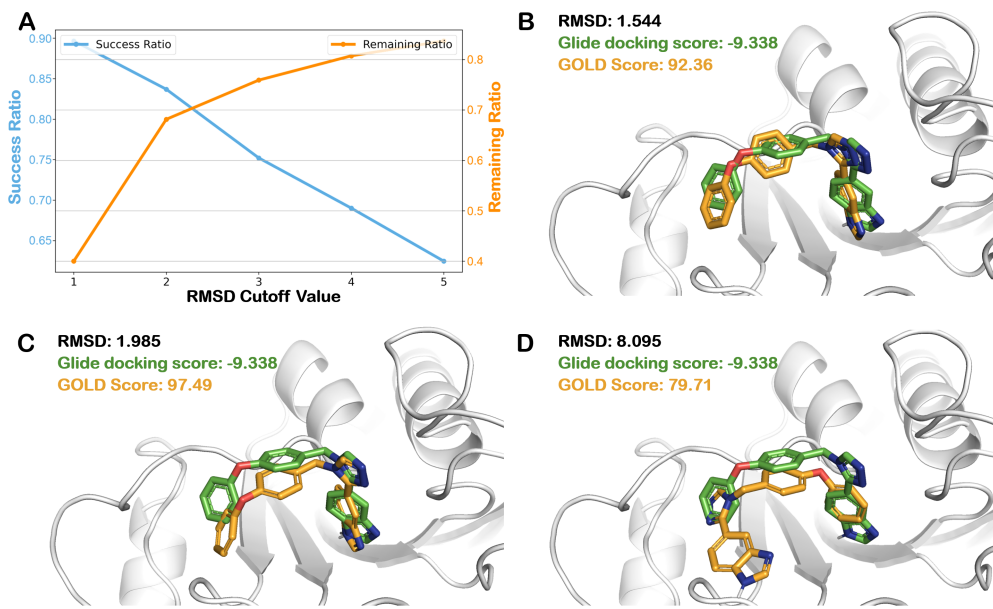 A
Success Ratio
Remaining Ratio
0.90
0.85
0.80
0.75
0.70
0.65
Success Ratio
0.8
0.7
0.6
0.5
0.4
Remaining Ratio
1 2 3 4 5
RMSD Cutoff Value
B
RMSD: 1.544
Glide docking score: -9.338
GOLD Score: 92.36
C
RMSD: 1.985
Glide docking score: -9.338
GOLD Score: 97.49
D
RMSD: 8.095
Glide docking score: -9.338
GOLD Score: 79.71